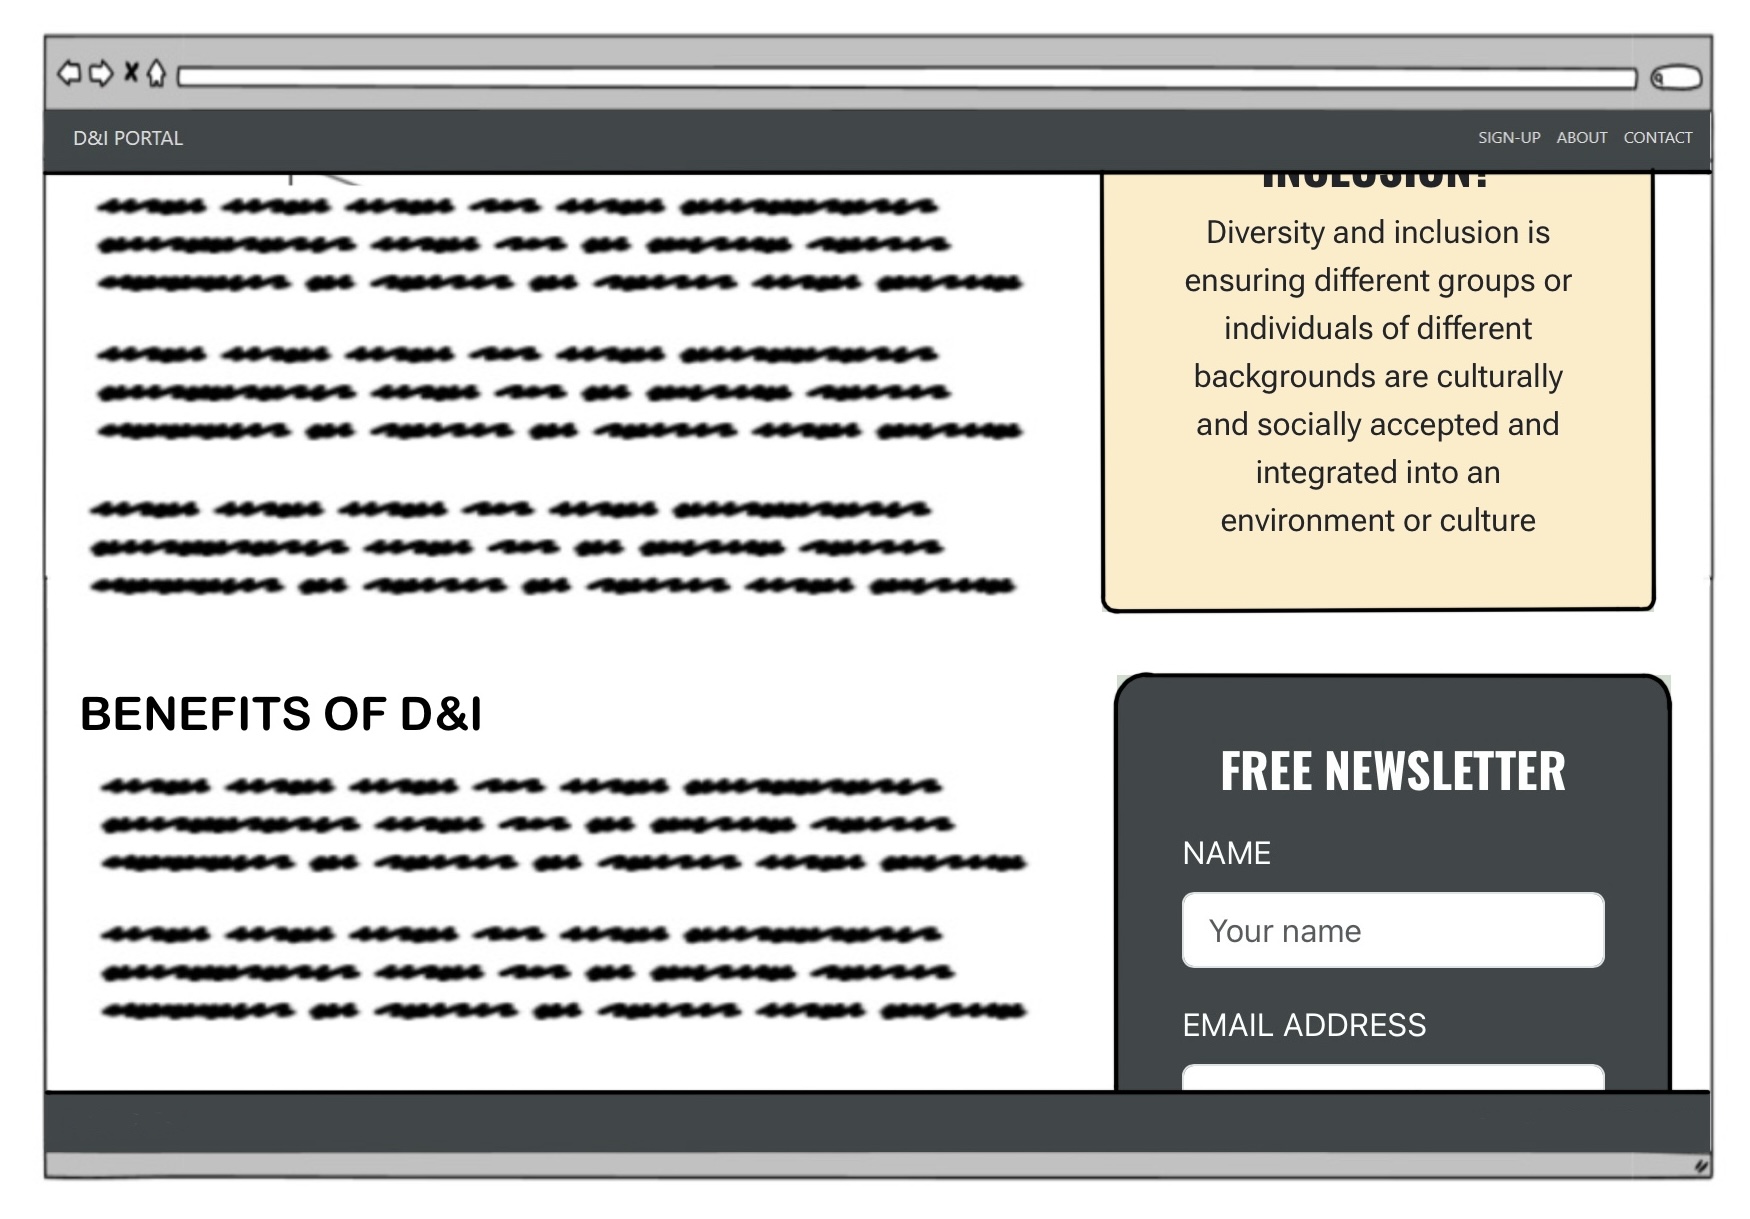 D&I PORTAL
SIGN-UP ABOUT CONTACT
INCLUSION?
Diversity and inclusion is
ensuring different groups or
individuals of different
backgrounds are culturally
and socially accepted and
integrated into an
environment or culture
BENEFITS OF D&I
FREE NEWSLETTER
NAME
Your name
EMAIL ADDRESS